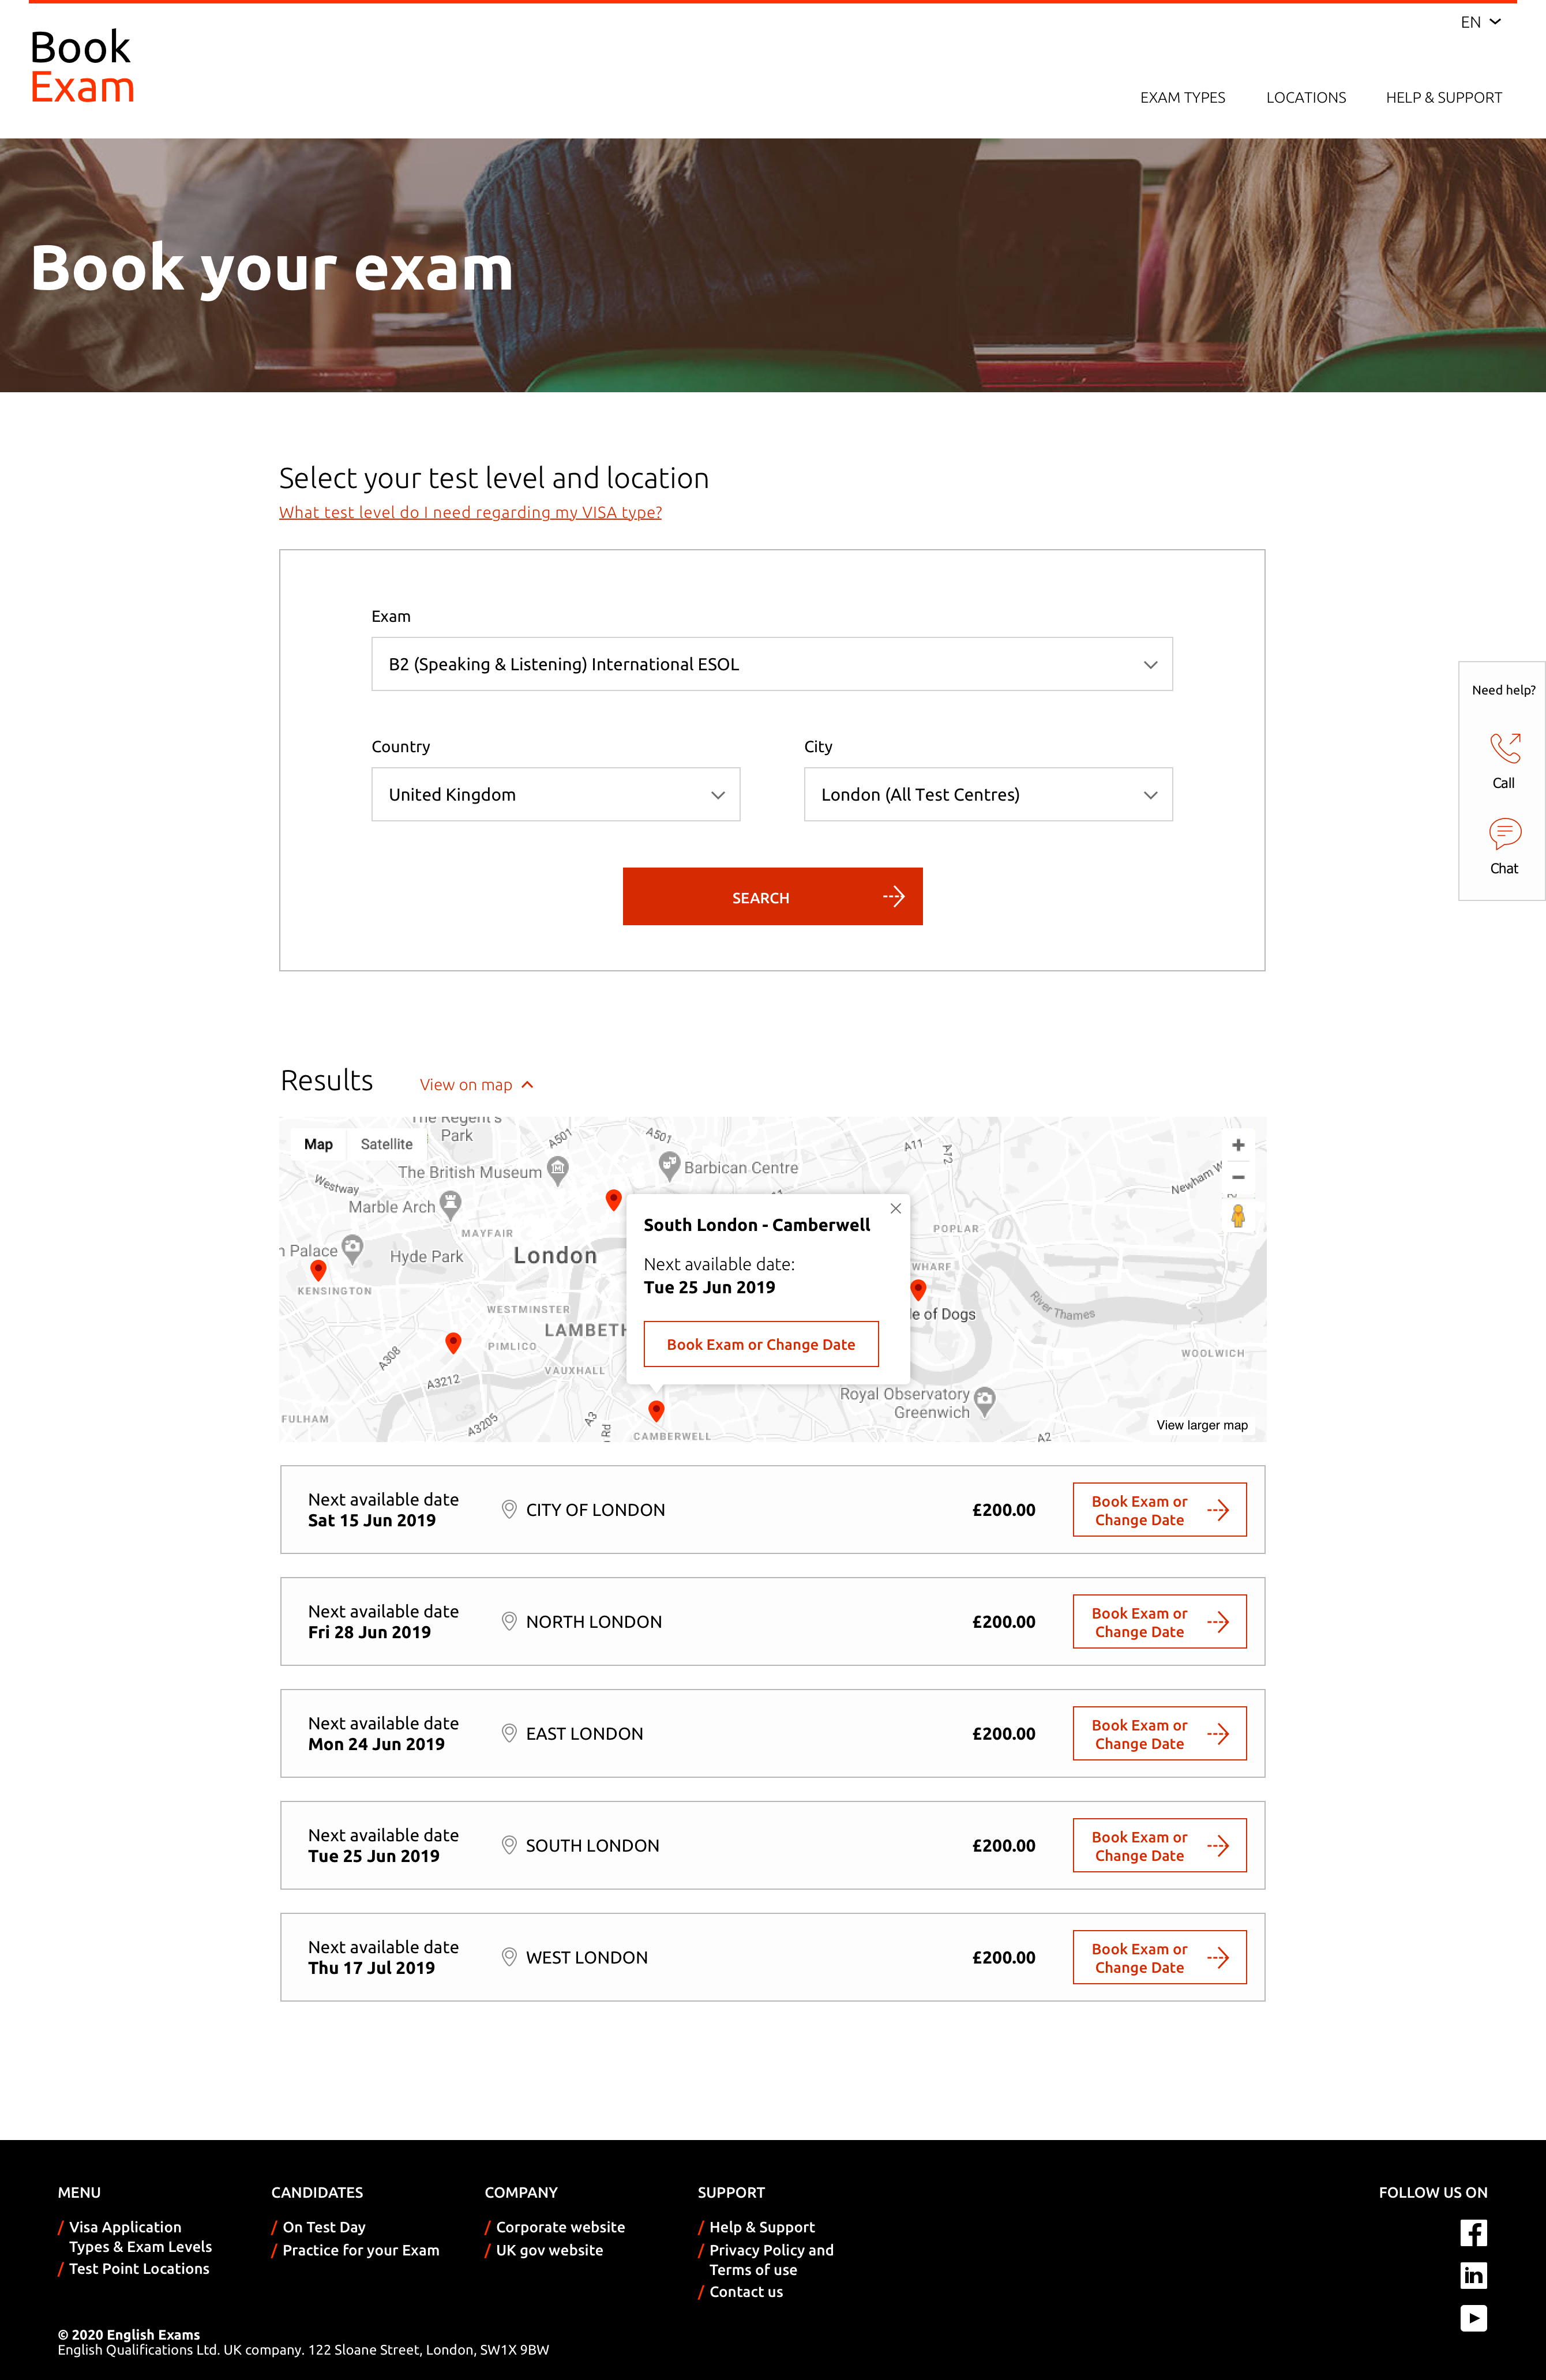 EN
Book
Exam
EXAM TYPES
LOCATIONS
HELP & SUPPORT
Book your exam
Select your test level and location
What test level do I need regarding my VISA type?
Exam
B2 (Speaking & Listening) International ESOL
Country
City
United Kingdom
London (All Test Centres)
SEARCH
Need help?
Call
Chat
Results
View on map
The Regent's
Park
Map
Satellite
A501
A501
A11
A12
The British Museum
Barbican Centre
Westway
Marble Arch
Newham W
MAYFAIR
n Palace
Hyde Park
London
KENSINGTON
WESTMINSTER
LAMBETH
PIMLICO
A308
VAUXHALL
A3212
FULHAM
A3205
A3
Rd
CAMBERWELL
South London - Camberwell
Next available date:
Tue 25 Jun 2019
Book Exam or Change Date
POPLAR
WHARF
le of Dogs
River Thames
WOOLWICH
Royal Observatory
Greenwich
A2
View larger map
Next available date
Sat 15 Jun 2019
CITY OF LONDON
£200.00
Book Exam or
Change Date
Next available date
Fri 28 Jun 2019
NORTH LONDON
£200.00
Book Exam or
Change Date
Next available date
Mon 24 Jun 2019
EAST LONDON
£200.00
Book Exam or
Change Date
Next available date
Tue 25 Jun 2019
SOUTH LONDON
£200.00
Book Exam or
Change Date
Next available date
Thu 17 Jul 2019
WEST LONDON
£200.00
Book Exam or
Change Date
MENU
/ Visa Application
Types & Exam Levels
/ Test Point Locations
CANDIDATES
/ On Test Day
/ Practice for your Exam
COMPANY
/ Corporate website
/ UK gov website
SUPPORT
/ Help & Support
/ Privacy Policy and
Terms of use
/ Contact us
FOLLOW US ON
© 2020 English Exams
English Qualifications Ltd. UK company. 122 Sloane Street, London, SW1X 9BW